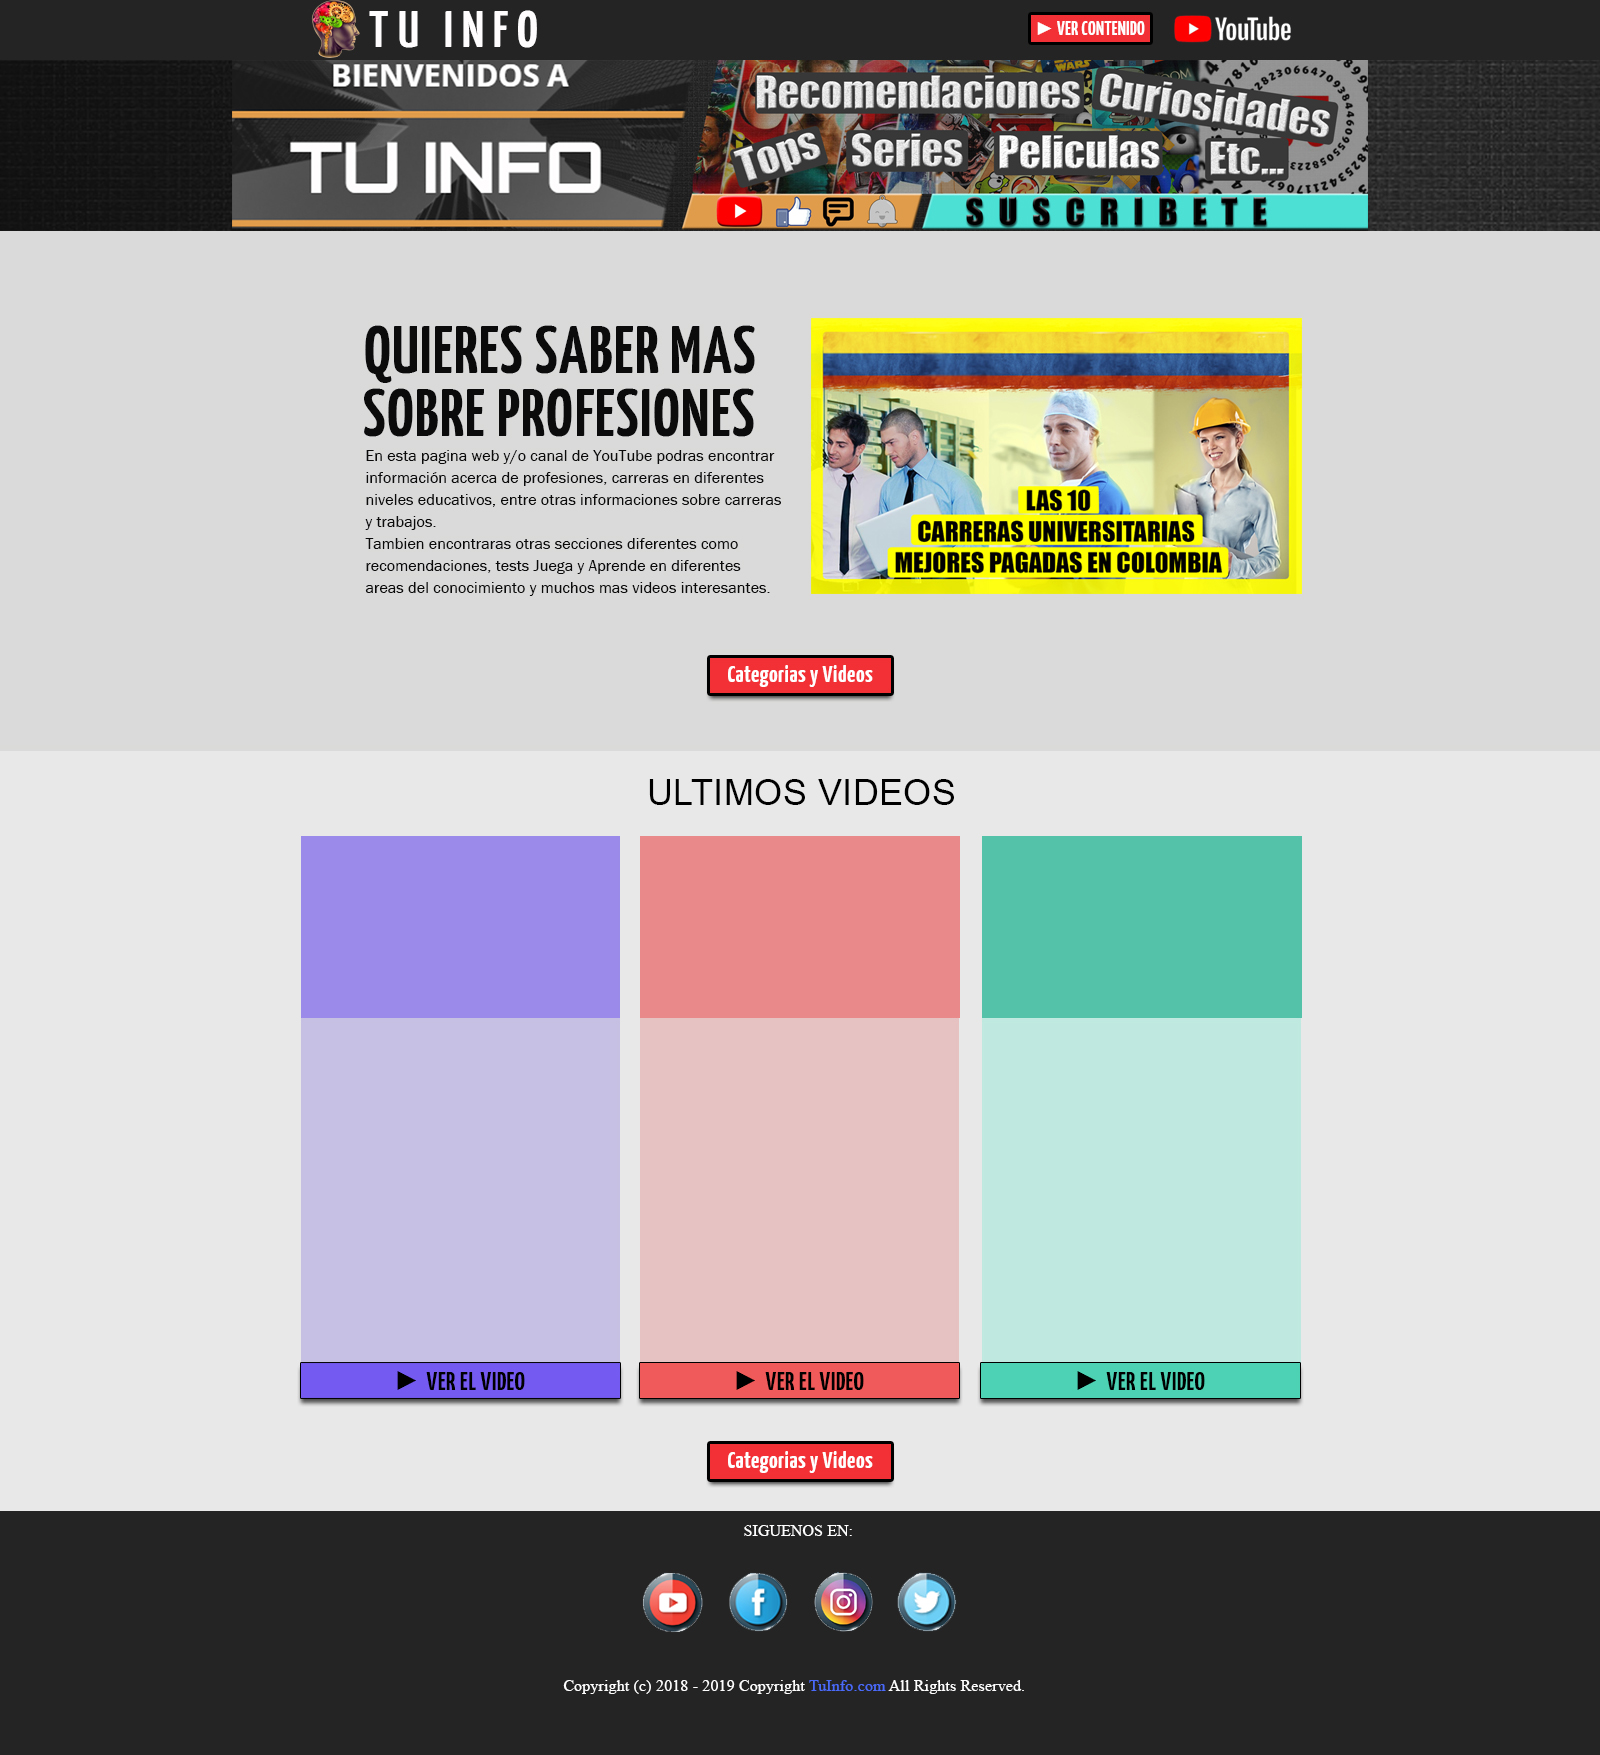 TU INFO
VER CONTENIDO
YouTube
BIENVENIDOS A
TU INFO
Recomendaciones
Curiosidades
Tops
Series
Peliculas
Etc...
SUSCRIBETE
QUIERES SABER MAS
SOBRE PROFESIONES
En esta pagina web y/o canal de YouTube podras encontrar
información acerca de profesiones, carreras en diferentes
niveles educativos, entre otras informaciones sobre carreras
y trabajos.
Tambien encontraras otras secciones diferentes como
recomendaciones, tests Juega y Aprende en diferentes
areas del conocimiento y muchos mas videos interesantes.
LAS 10
CARRERAS UNIVERSITARIAS
MEJORES PAGADAS EN COLOMBIA
Categorias y Videos
ULTIMOS VIDEOS
VER EL VIDEO
VER EL VIDEO
VER EL VIDEO
Categorias y Videos
SIGUENOS EN:
Copyright (c) 2018 - 2019 Copyright TuInfo.com All Rights Reserved.